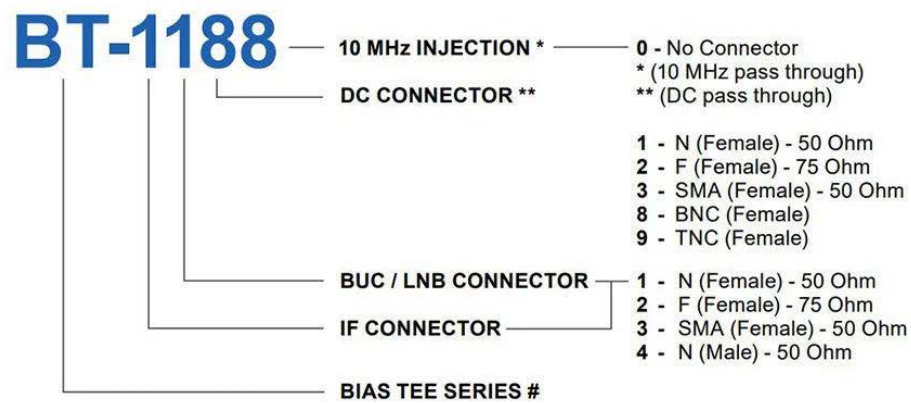 BT-1188
10 MHz INJECTION *
0 - No Connector
* (10 MHz pass through)
DC CONNECTOR **
** (DC pass through)
1 - N (Female) - 50 Ohm
2 - F (Female) - 75 Ohm
3 - SMA (Female) - 50 Ohm
8 - BNC (Female)
9 - TNC (Female)
BUC / LNB CONNECTOR
1 - N (Female) - 50 Ohm
2 - F (Female) - 75 Ohm
IF CONNECTOR
3 - SMA (Female) - 50 Ohm
4 - N (Male) - 50 Ohm
BIAS TEE SERIES #